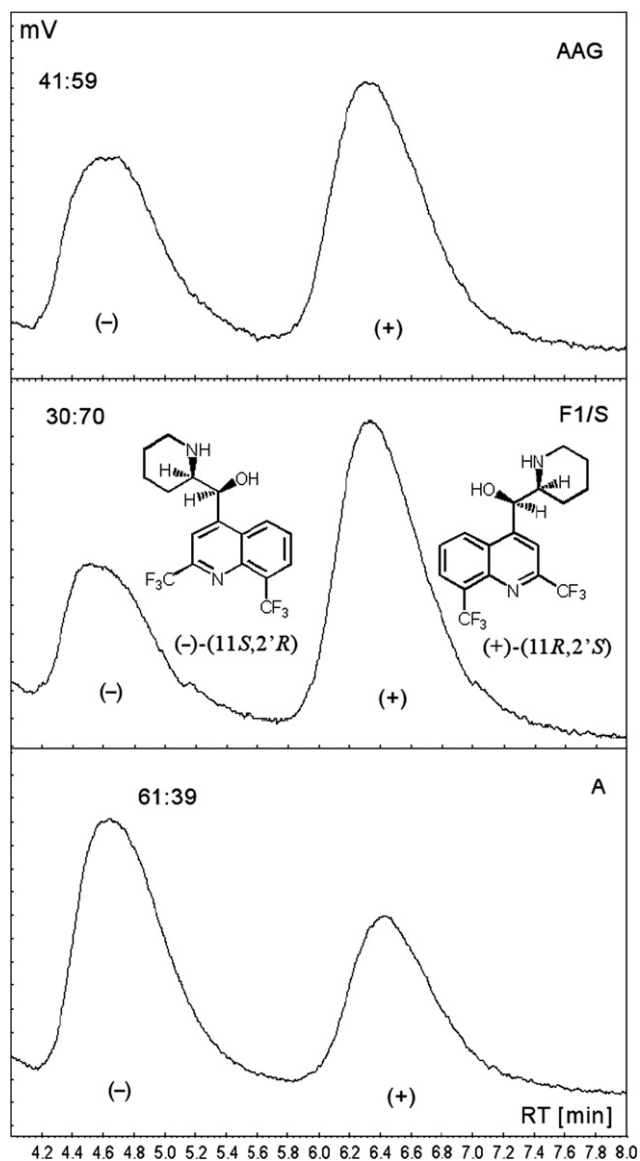 mV
AAG
41:59
(–)
(+)
30:70
F1/S
NH
H
H
OH
N
F₃C
CF₃
(–)-(11S,2'R)
HN
HO
H
H
N
CF₃
CF₃
(+)-(11R,2'S)
(–)
(+)
61:39
A
(–)
(+)
RT [min]
4.2 4.4 4.6 4.8 5.0 5.2 5.4 5.6 5.8 6.0 6.2 6.4 6.6 6.8 7.0 7.2 7.4 7.6 7.8 8.0